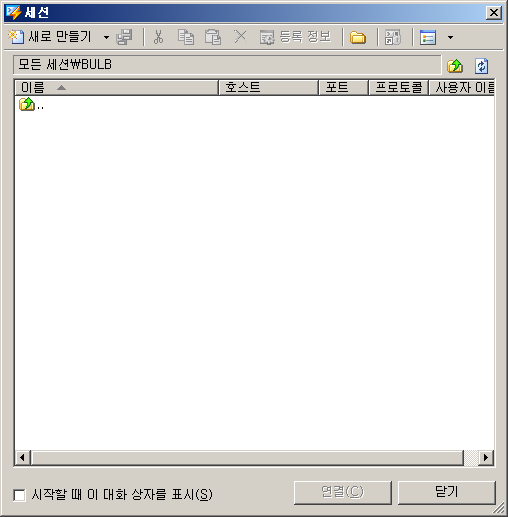 세션
새로 만들기 등록 정보
모든 세션₩BULB
이름 호스트 포트 프로토콜 사용자 이름
..
시작할 때 이 대화 상자를 표시(S) 연결(C) 닫기